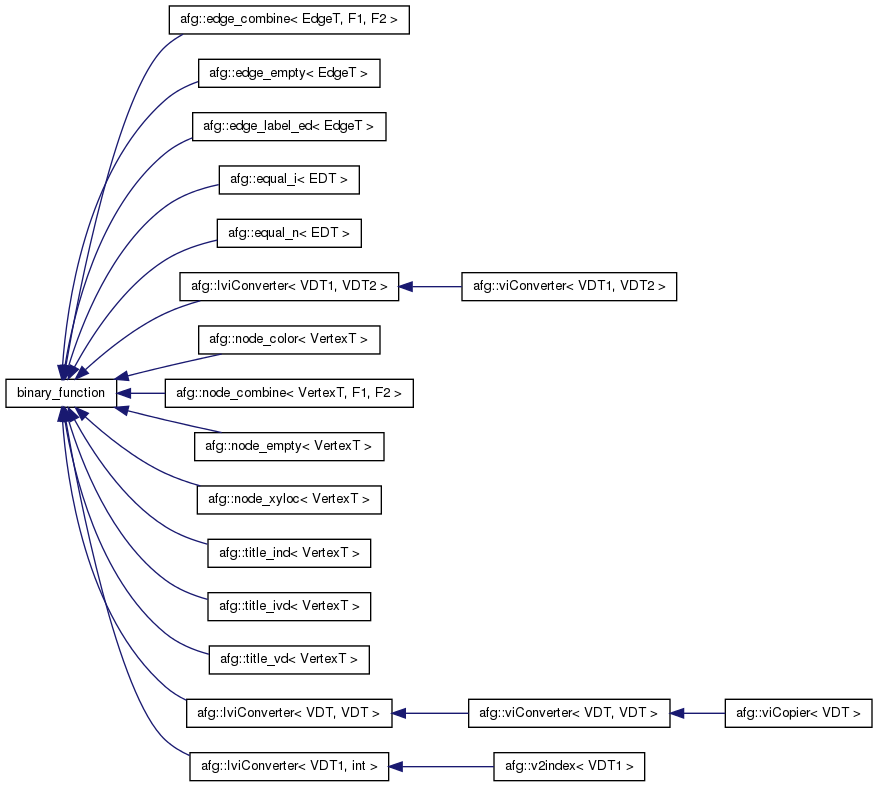 afg::edge_combine< EdgeT, F1, F2 >
afg::edge_empty< EdgeT >
afg::edge_label_ed< EdgeT >
afg::equal_i< EDT >
afg::equal_n< EDT >
afg::lviConverter< VDT1, VDT2 >
afg::viConverter< VDT1, VDT2 >
afg::node_color< VertexT >
binary_function
afg::node_combine< VertexT, F1, F2 >
afg::node_empty< VertexT >
afg::node_xyloc< VertexT >
afg::title_ind< VertexT >
afg::title_ivd< VertexT >
afg::title_vd< VertexT >
afg::lviConverter< VDT, VDT >
afg::viConverter< VDT, VDT >
afg::viCopier< VDT >
afg::lviConverter< VDT1, int >
afg::v2index< VDT1 >